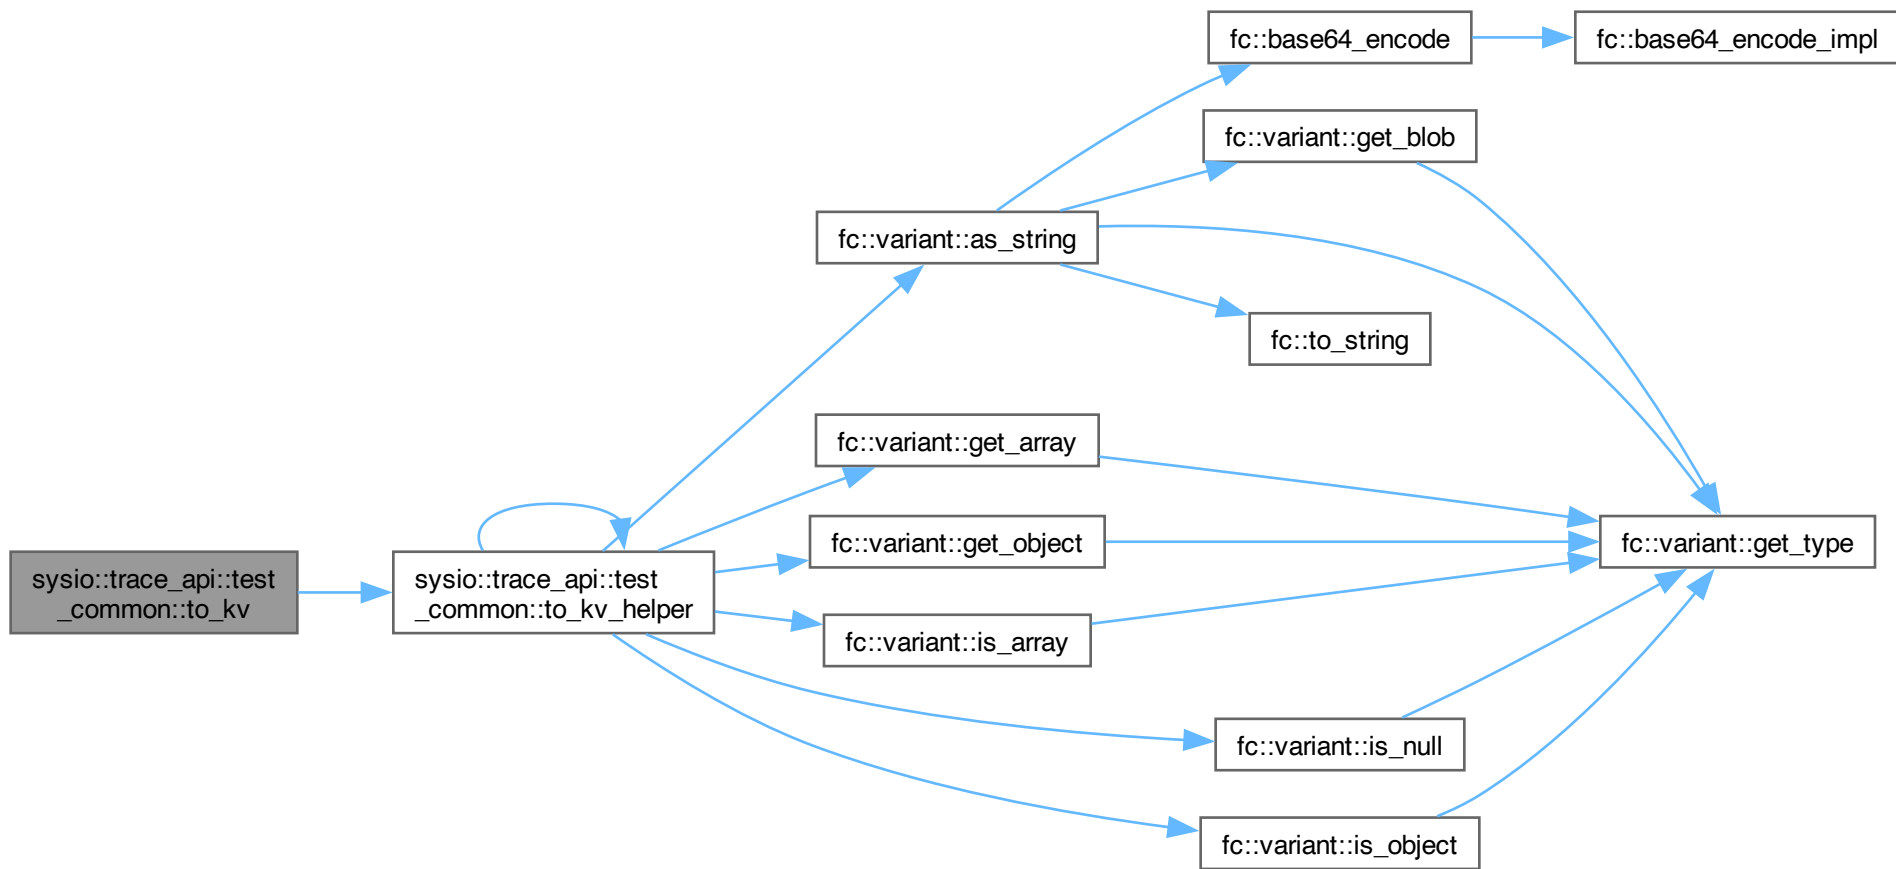 fc::base64_encode
fc::base64_encode_impl
fc::variant::get_blob
fc::variant::as_string
fc::to_string
fc::variant::get_array
fc::variant::get_object
fc::variant::get_type
sysio::trace_api::test
_common::to_kv
sysio::trace_api::test
_common::to_kv_helper
fc::variant::is_array
fc::variant::is_null
fc::variant::is_object